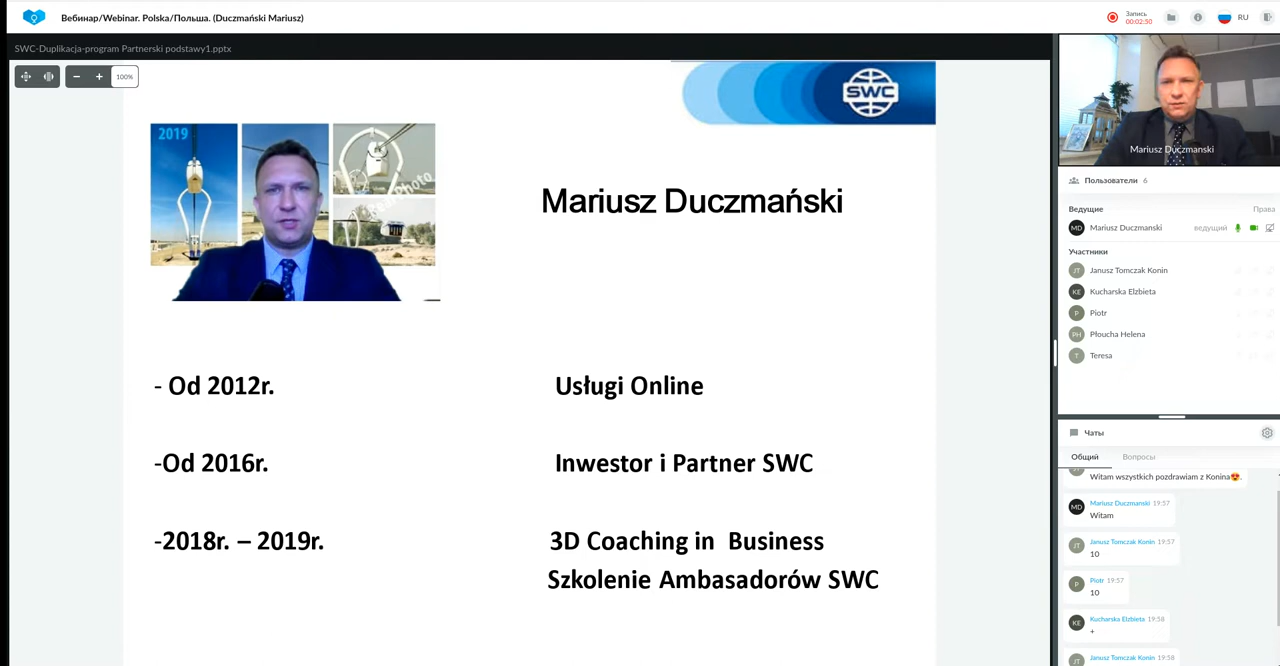 Вебинар/Webinar. Polska/Польша. (Duczmański Mariusz)
Запись
00:02:50
RU
SWC-Duplikacja-program Partnerski podstawy1.pptx
100%
SWC
2019
Mariusz Duczmański
- Od 2012r. Usługi Online
-Od 2016r. Inwestor i Partner SWC
-2018r. – 2019r. 3D Coaching in Business
Szkolenie Ambasadorów SWC
Mariusz Duczmanski
Пользователи 6
Ведущие Права
MD Mariusz Duczmanski ведущий
Участники
JT Janusz Tomczak Konin
KE Kucharska Elzbieta
P Piotr
PH Płoucha Helena
T Teresa
Чаты
Общий Вопросы
Witam wszystkich pozdrawiam z Konina😍.
MD Mariusz Duczmanski 19:57
Witam
JT Janusz Tomczak Konin 19:57
10
P Piotr 19:57
10
KE Kucharska Elzbieta 19:58
+
JT Janusz Tomczak Konin 19:58